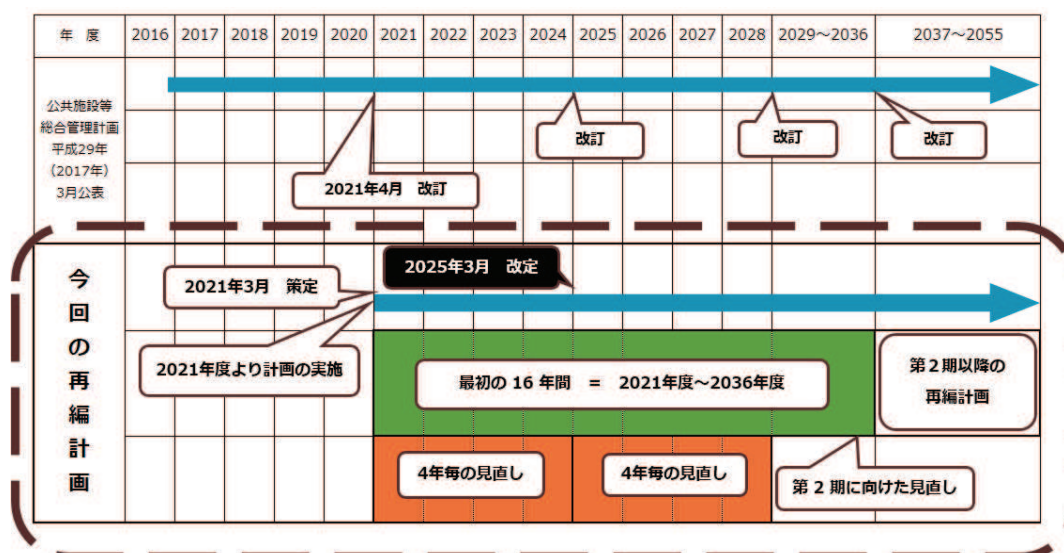 年 度 2016 2017 2018 2019 2020 2021 2022 2023 2024 2025 2026 2027 2028 2029～2036 2037～2055
公共施設等
総合管理計画
平成29年
（2017年）
3月公表
改訂
改訂
改訂
2021年4月 改訂
今回の再編計画
2025年3月 改定
2021年3月 策定
2021年度より計画の実施
最初の 16 年間 ＝ 2021年度～2036年度
第２期以降の
再編計画
4年毎の見直し
4年毎の見直し
第 2 期に向けた見直し